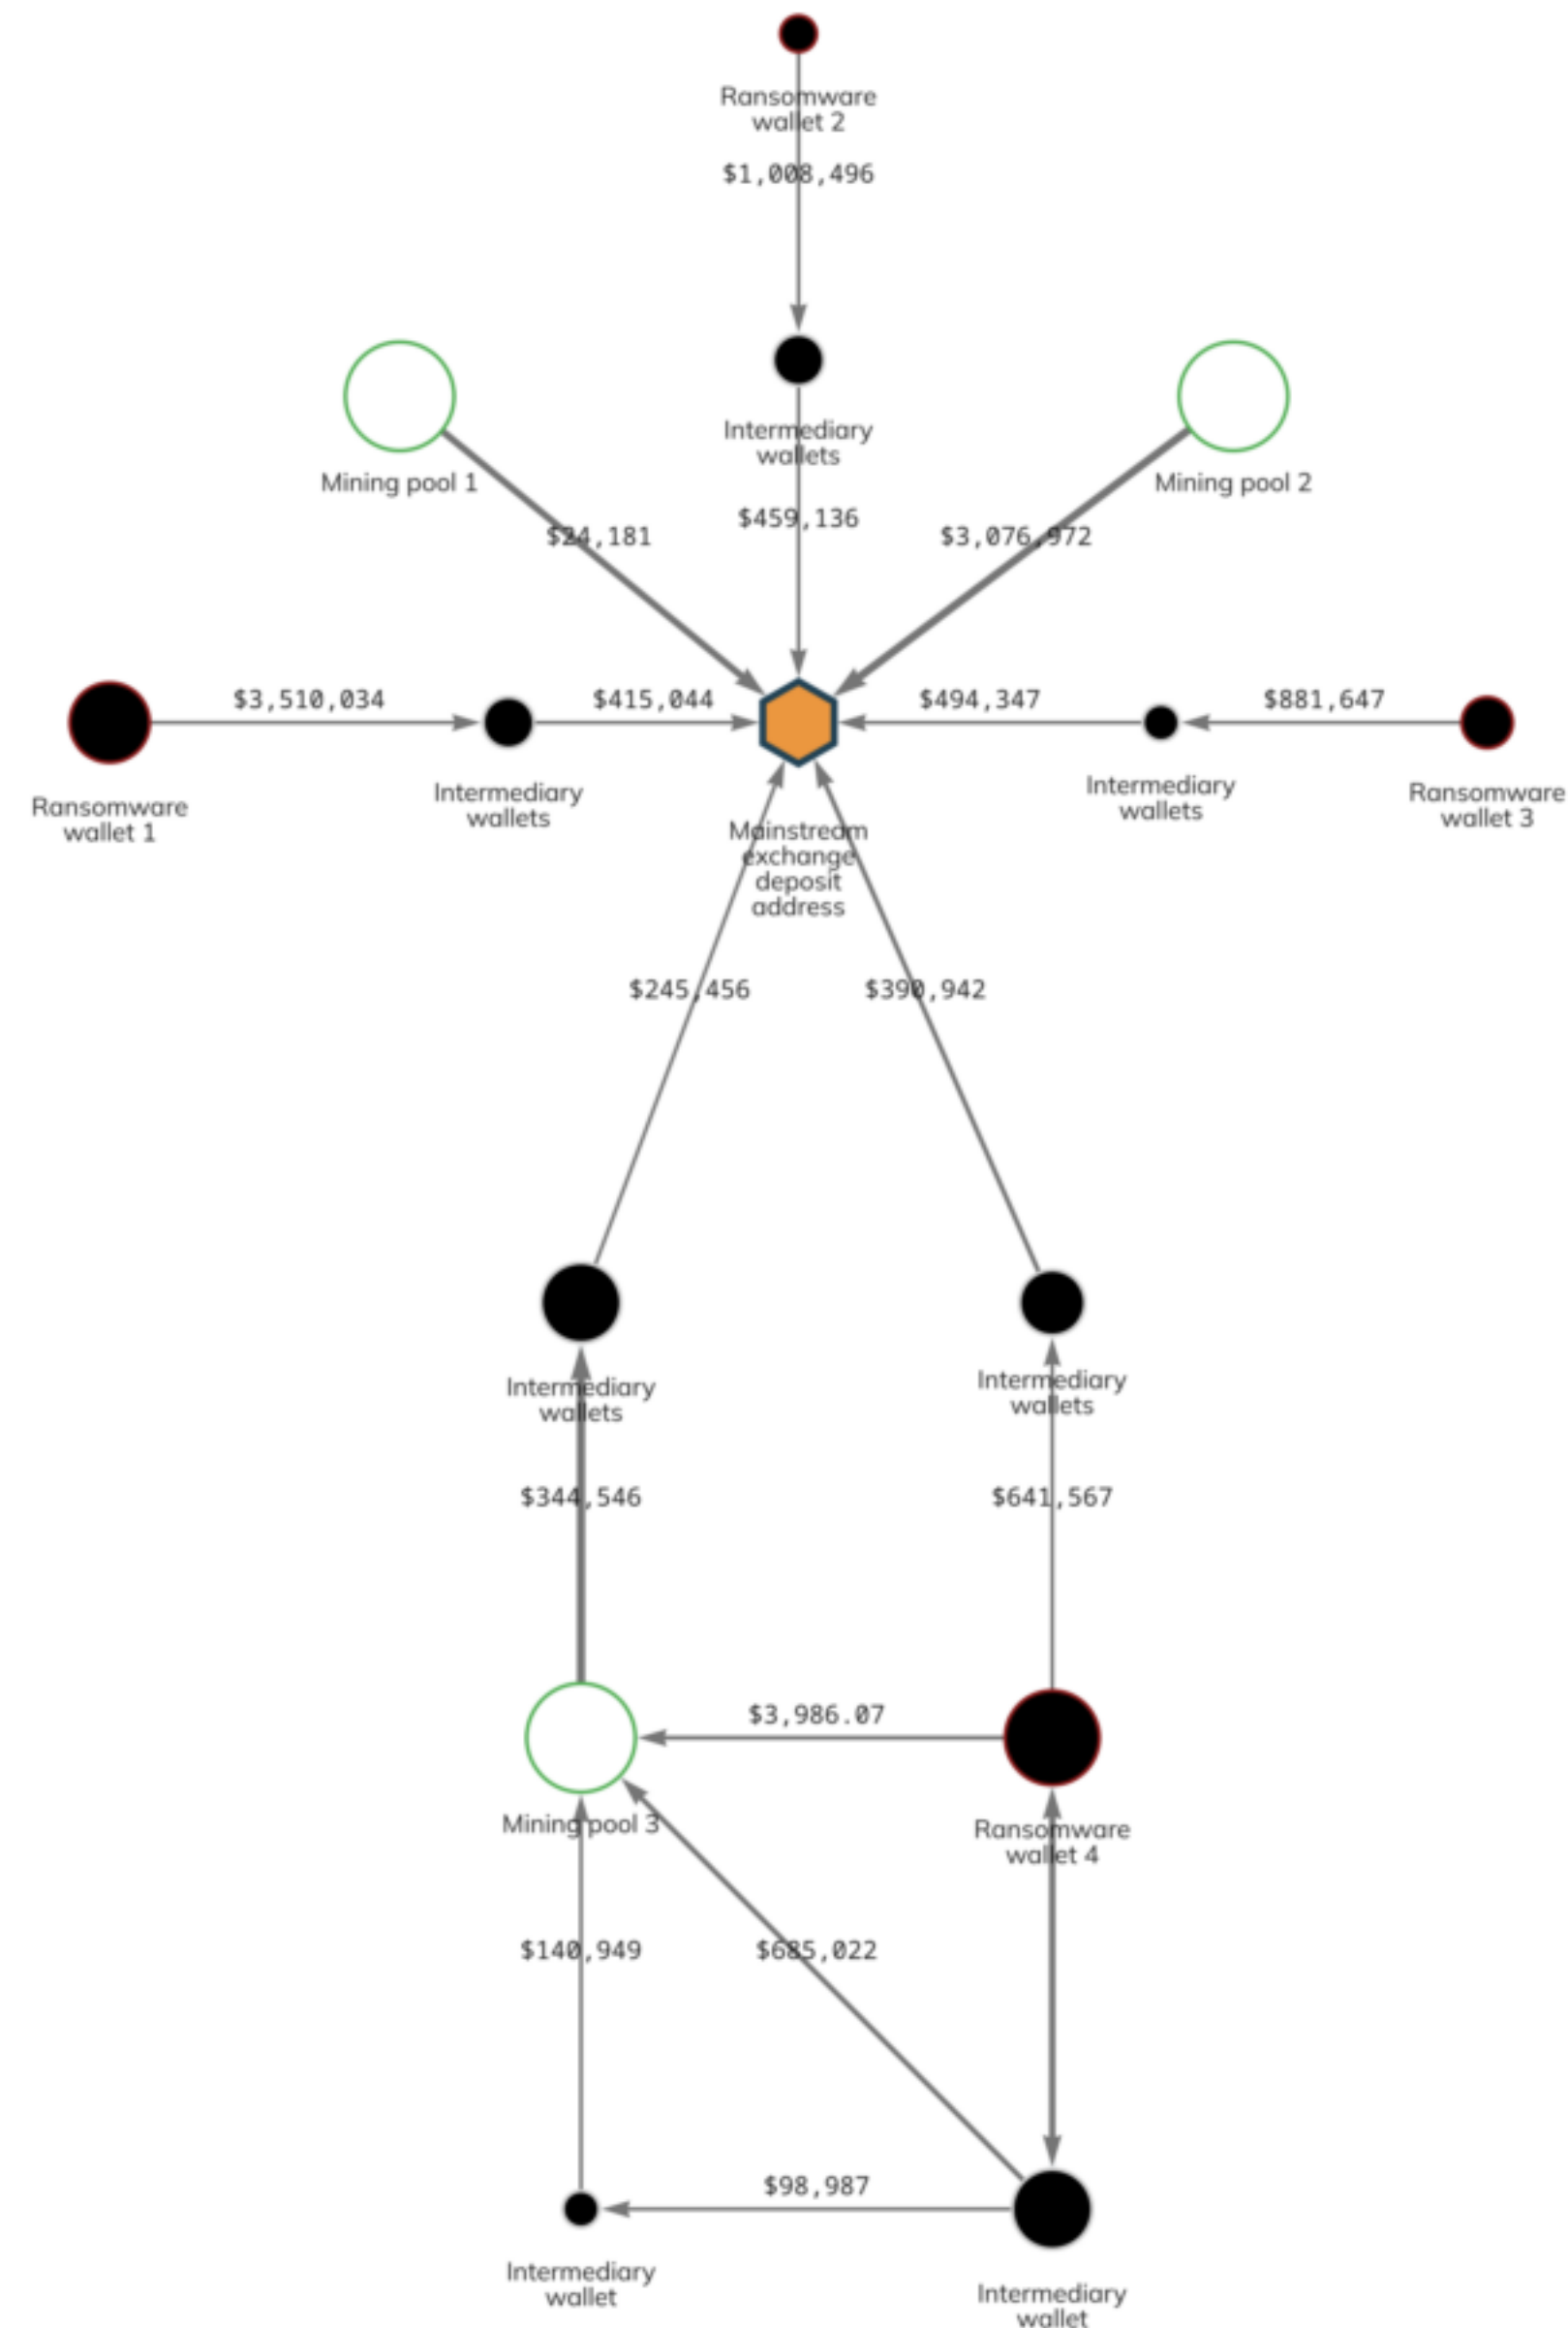 Ransomware
wallet 2
$1,008,496
Intermediary
wallets
Mining pool 1
Mining pool 2
$459,136
$24,181
$3,076,972
$3,510,034
$415,044
$494,347
$881,647
Ransomware
wallet 1
Intermediary
wallets
Intermediary
wallets
Ransomware
wallet 3
Mainstream
exchange
deposit
address
$245,456
$390,942
Intermediary
wallets
Intermediary
wallets
$344,546
$641,567
$3,986.07
Mining pool 3
Ransomware
wallet 4
$140,949
$685,022
$98,987
Intermediary
wallet
Intermediary
wallet